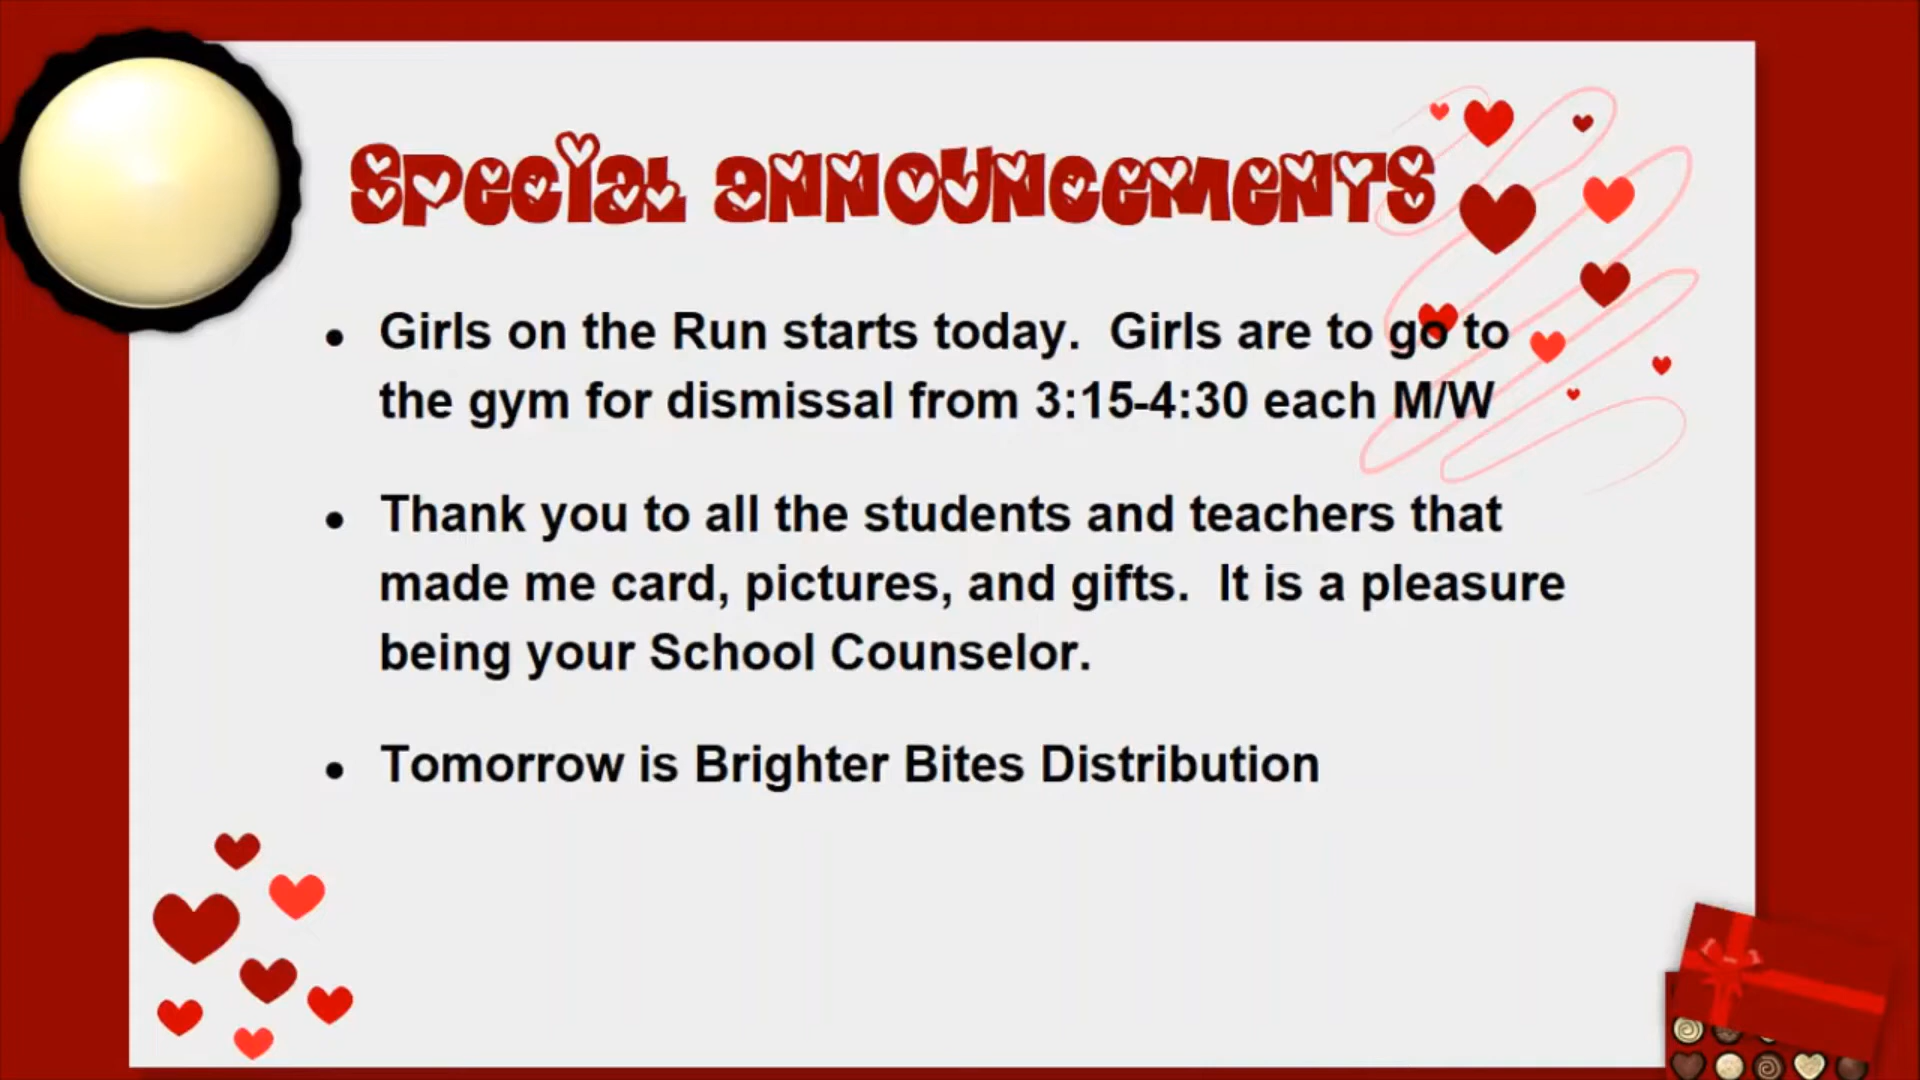 Special Announcements
• Girls on the Run starts today.  Girls are to go to
the gym for dismissal from 3:15-4:30 each M/W
• Thank you to all the students and teachers that
made me card, pictures, and gifts.  It is a pleasure
being your School Counselor.
• Tomorrow is Brighter Bites Distribution